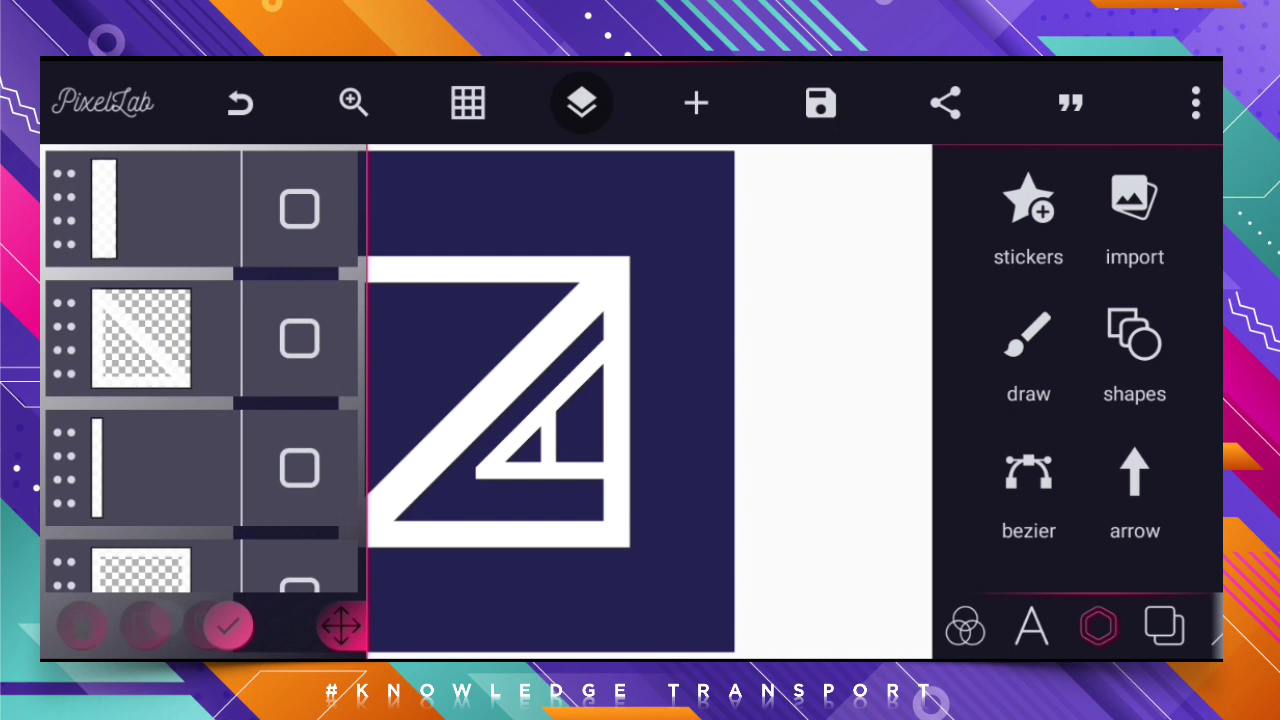 PixelLab
stickers import
draw shapes
bezier arrow
A
#KNOWLEDGE TRANSPORT